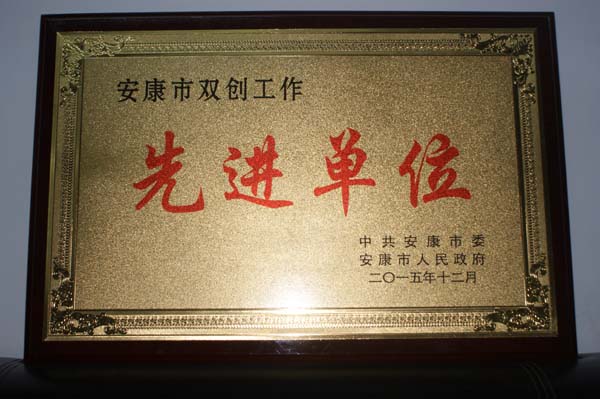 安康市双创工作
先进单位
中共安康市委
安康市人民政府
二〇一五年十二月